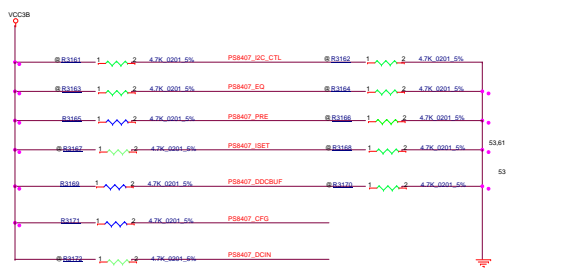 VCC3B
@ R3161 1 2 4.7K_0201_5% PS8407_I2C_CTL @ R3162 1 2 4.7K_0201_5%
@ R3163 1 2 4.7K_0201_5% PS8407_EQ @ R3164 1 2 4.7K_0201_5%
R3165 1 2 4.7K_0201_5% PS8407_PRE @ R3166 1 2 4.7K_0201_5%
53,61
@ R3167 1 2 4.7K_0201_5% PS8407_ISET @ R3168 1 2 4.7K_0201_5%
53
R3169 1 2 4.7K_0201_5% PS8407_DDCBUF @ R3170 1 2 4.7K_0201_5%
R3171 1 2 4.7K_0201_5% PS8407_CFG
@ R3172 1 2 4.7K_0201_5% PS8407_DCIN